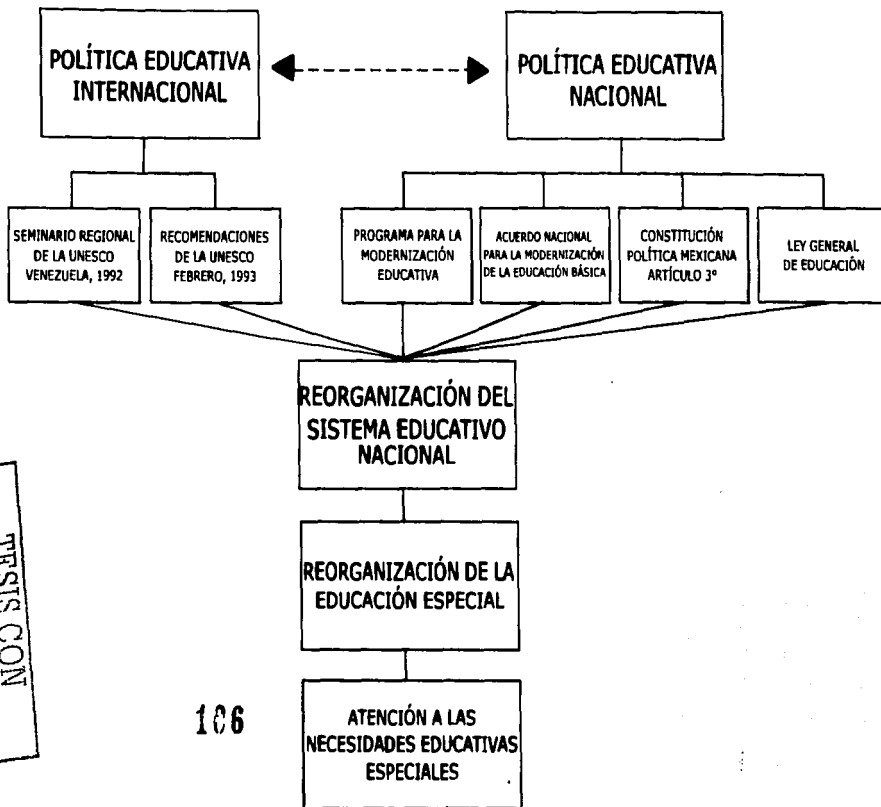 POLÍTICA EDUCATIVA
INTERNACIONAL
POLÍTICA EDUCATIVA
NACIONAL
SEMINARIO REGIONAL
DE LA UNESCO
VENEZUELA, 1992
RECOMENDACIONES
DE LA UNESCO
FEBRERO, 1993
PROGRAMA PARA LA
MODERNIZACIÓN
EDUCATIVA
ACUERDO NACIONAL
PARA LA MODERNIZACIÓN
DE LA EDUCACIÓN BÁSICA
CONSTITUCIÓN
POLÍTICA MEXICANA
ARTÍCULO 3º
LEY GENERAL
DE EDUCACIÓN
REORGANIZACIÓN DEL
SISTEMA EDUCATIVO
NACIONAL
REORGANIZACIÓN DE LA
EDUCACIÓN ESPECIAL
ATENCIÓN A LAS
NECESIDADES EDUCATIVAS
ESPECIALES
TESIS CON
106